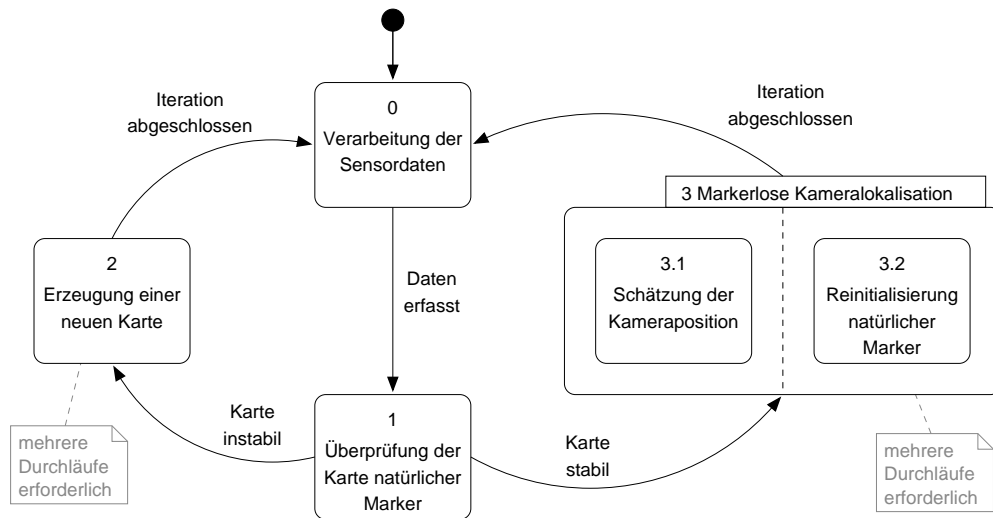 0
Verarbeitung der
Sensordaten
Iteration
abgeschlossen
Iteration
abgeschlossen
3 Markerlose Kameralokalisation
2
Erzeugung einer
neuen Karte
Daten
erfasst
3.1
Schätzung der
Kameraposition
3.2
Reinitialisierung
natürlicher
Marker
Karte
instabil
1
Überprüfung der
Karte natürlicher
Marker
Karte
stabil
mehrere
Durchläufe
erforderlich
mehrere
Durchläufe
erforderlich